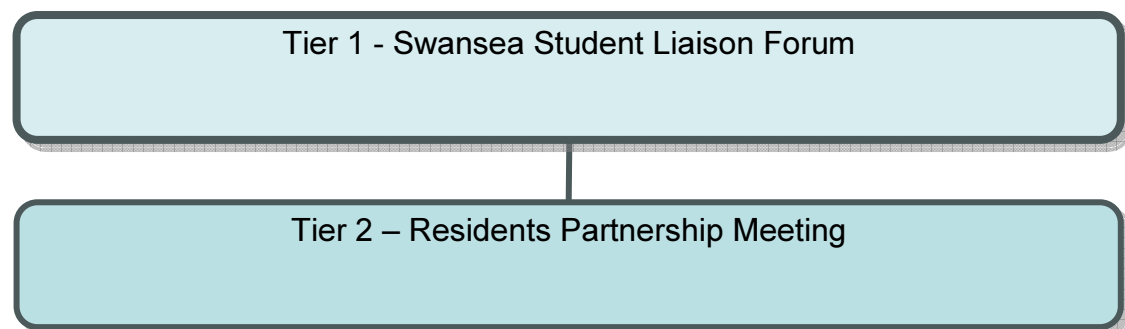 Tier 1 - Swansea Student Liaison Forum
Tier 2 – Residents Partnership Meeting